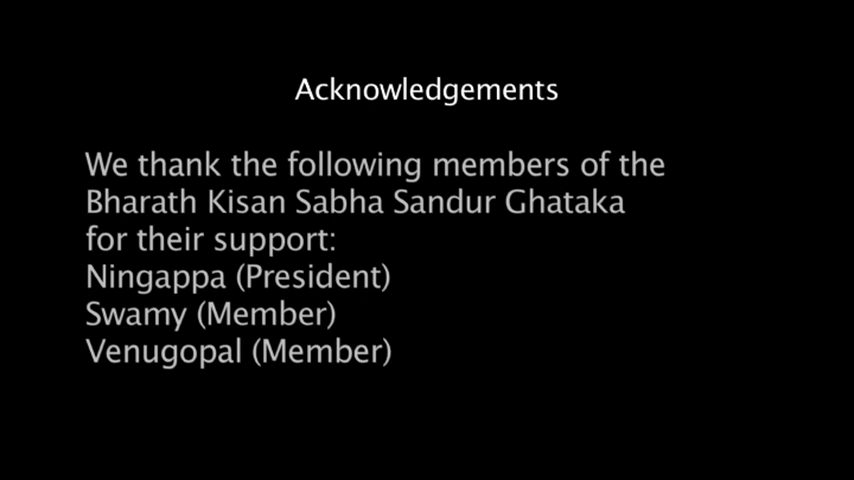 Acknowledgements
We thank the following members of the
Bharath Kisan Sabha Sandur Ghataka
for their support:
Ningappa (President)
Swamy (Member)
Venugopal (Member)